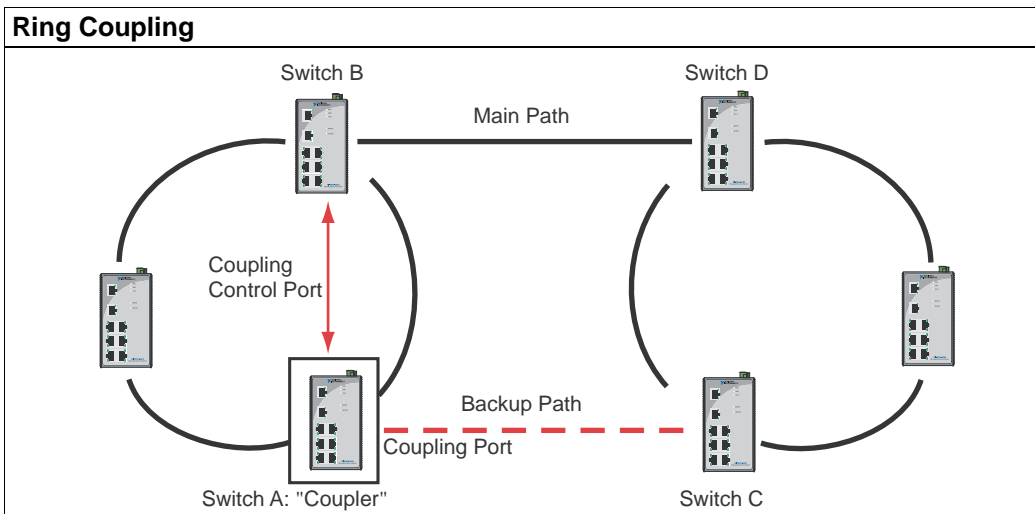 Ring Coupling
Switch B
Switch D
Main Path
Coupling
Control Port
Backup Path
Coupling Port
Switch A: "Coupler"
Switch C